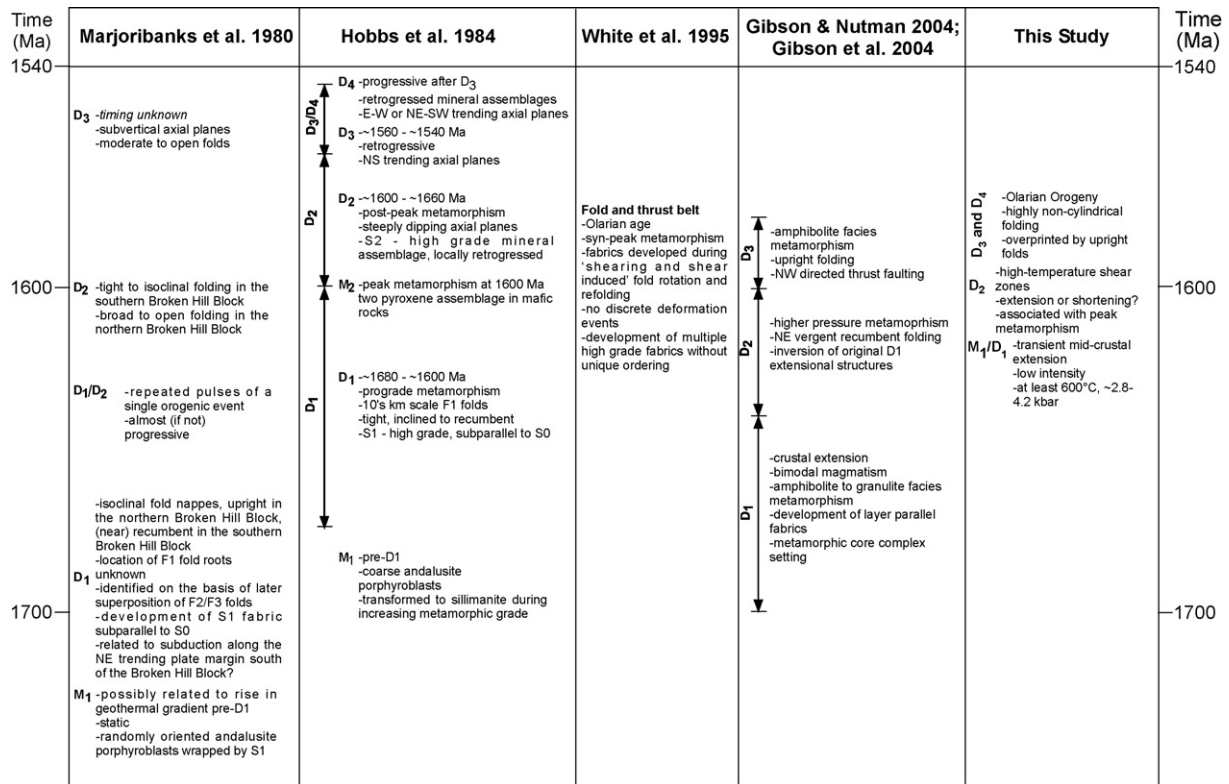 Time
(Ma)
1540
1600
1700
Marjoribanks et al. 1980
D3 -timing unknown
-subvertical axial planes
-moderate to open folds
D2 -tight to isoclinal folding in the
southern Broken Hill Block
-broad to open folding in the
northern Broken Hill Block
D1/D2 -repeated pulses of a
single orogenic event
-almost (if not)
progressive
-isoclinal fold nappes, upright in
the northern Broken Hill Block,
(near) recumbent in the southern
Broken Hill Block
-location of F1 fold roots
D1 unknown
-identified on the basis of later
superposition of F2/F3 folds
-development of S1 fabric
subparallel to S0
-related to subduction along the
NE trending plate margin south
of the Broken Hill Block?
M1 -possibly related to rise in
geothermal gradient pre-D1
-static
-randomly oriented andalusite
porphyroblasts wrapped by S1
Hobbs et al. 1984
D3/D4
D4 -progressive after D3
-retrogressed mineral assemblages
-E-W or NE-SW trending axial planes
D3 -~1560 - ~1540 Ma
-retrogressive
-NS trending axial planes
D2
D2 -~1600 - ~1660 Ma
-post-peak metamorphism
-steeply dipping axial planes
-S2 - high grade mineral
assemblage, locally retrogressed
M2 -peak metamorphism at 1600 Ma
two pyroxene assemblage in mafic
rocks
D1
D1 -~1680 - ~1600 Ma
-prograde metamorphism
-10's km scale F1 folds
-tight, inclined to recumbent
-S1 - high grade, subparallel to S0
M1 -pre-D1
-coarse andalusite
porphyroblasts
-transformed to sillimanite during
increasing metamorphic grade
White et al. 1995
Fold and thrust belt
-Olarian age
-syn-peak metamorphism
-fabrics developed during
'shearing and shear
induced' fold rotation and
refolding
-no discrete deformation
events
-development of multiple
high grade fabrics without
unique ordering
Gibson & Nutman 2004;
Gibson et al. 2004
D3
-amphibolite facies
metamorphism
-upright folding
-NW directed thrust faulting
D2
-higher pressure metamoprhism
-NE vergent recumbent folding
-inversion of original D1
extensional structures
D1
-crustal extension
-bimodal magmatism
-amphibolite to granulite facies
metamorphism
-development of layer parallel
fabrics
-metamorphic core complex
setting
This Study
D3 and D4
-Olarian Orogeny
-highly non-cylindrical
folding
-overprinted by upright
folds
-high-temperature shear
D2 zones
-extension or shortening?
-associated with peak
metamorphism
M1/D1 -transient mid-crustal
extension
-low intensity
-at least 600°C, ~2.8-
4.2 kbar
Time
(Ma)
1540
1600
1700